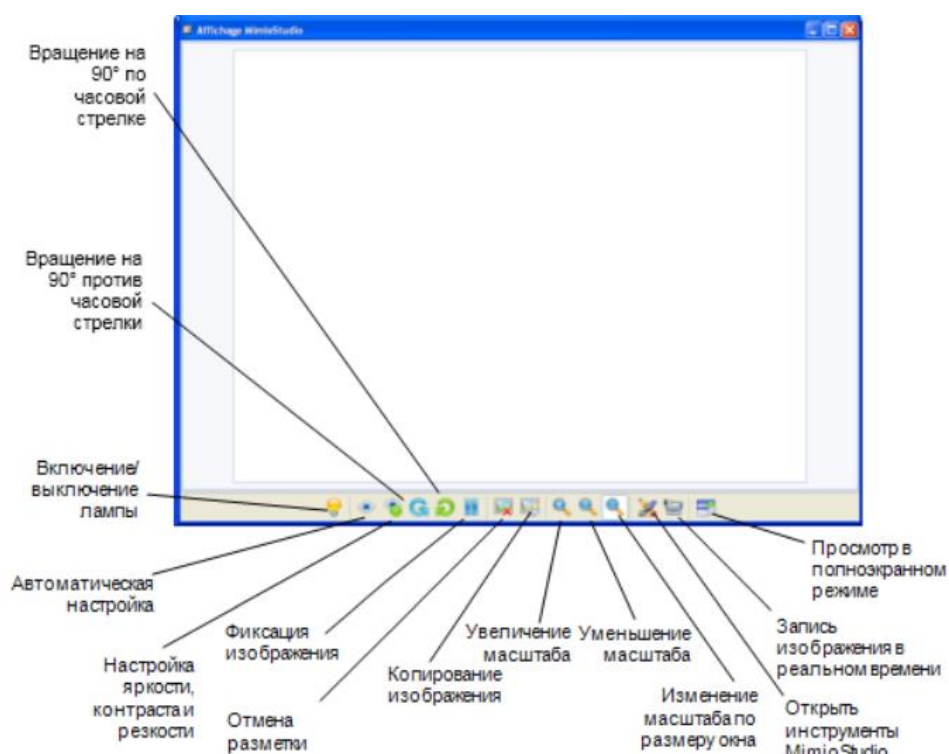 Affichage MimioStudio
Вращение на
90° по
часовой
стрелке
Вращение на
90° против
часовой
стрелки
Включение/
выключение
лампы
Автоматическая
настройка
Настройка
яркости,
контраста и
резкости
Фиксация
изображения
Отмена
разметки
Копирование
изображения
Увеличение
масштаба
Уменьшение
масштаба
Изменение
масштаба по
размеру окна
Открыть
инструменты
MimioStudio
Запись
изображения в
реальном времени
Просмотр в
полноэкранном
режиме